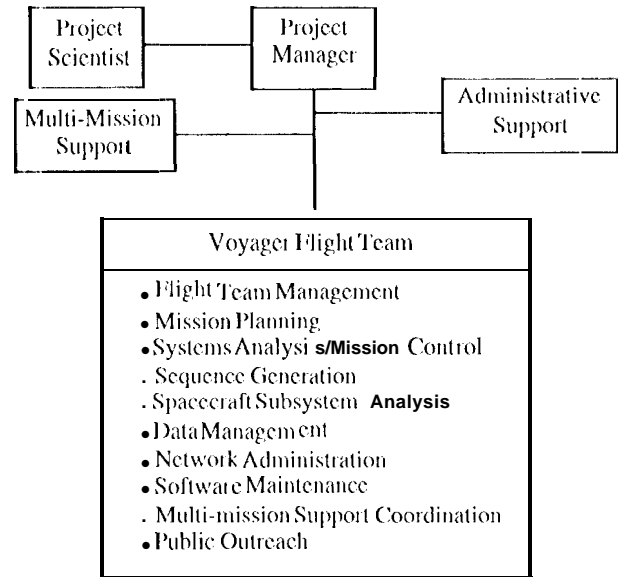 Project
Scientist
Project
Manager
Multi-Mission
Support
Administrative
Support
Voyager Flight Team
• Flight Team Management
• Mission Planning
• Systems Analysis/Mission Control
. Sequence Generation
. Spacecraft Subsystem Analysis
• Data Management
• Network Administration
• Software Maintenance
. Multi-mission Support Coordination
• Public Outreach